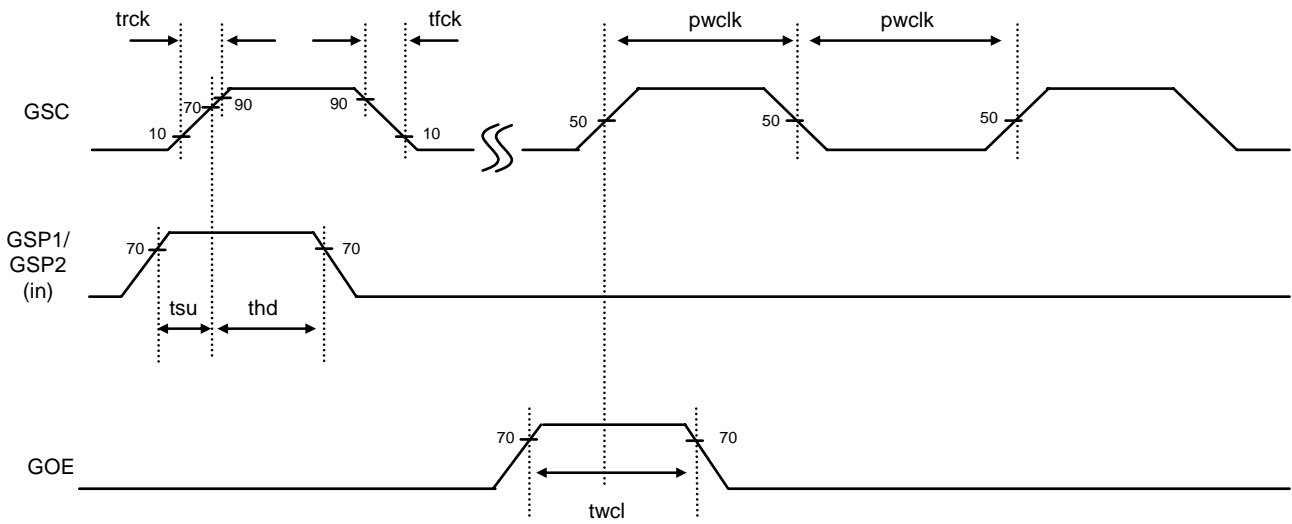 trck
tfck
pwclk
pwclk
GSC
10
70
90
90
10
50
50
50
GSP1/
GSP2
(in)
70
70
tsu
thd
GOE
70
70
twcl